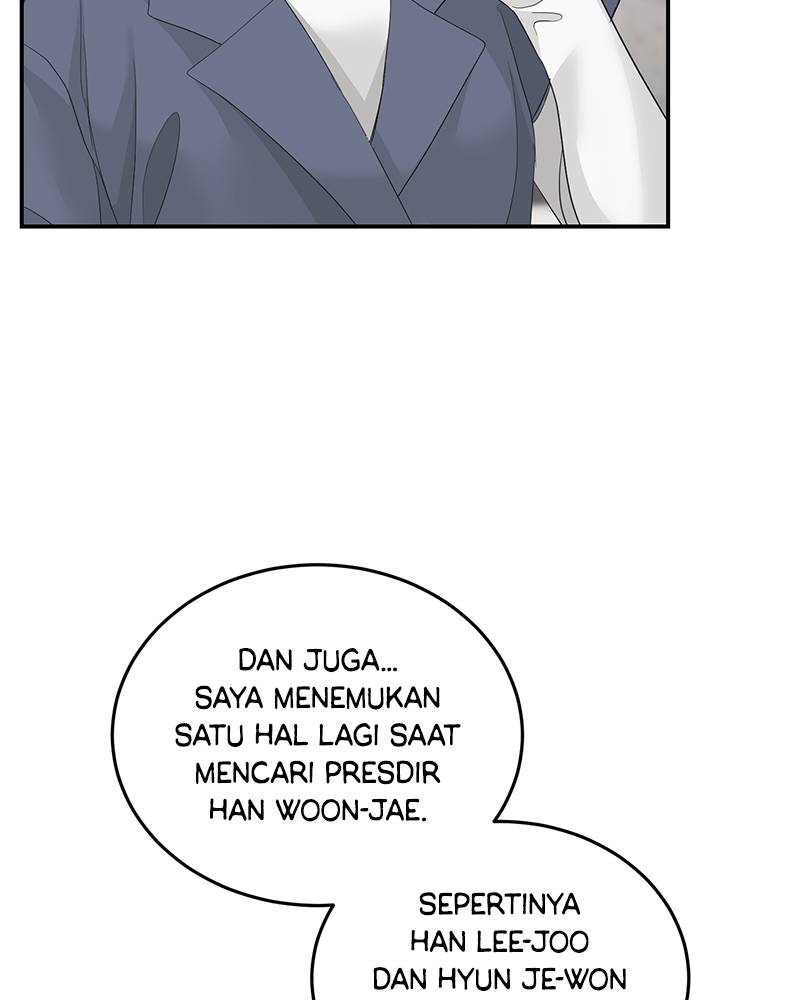 DAN JUGA...
SAYA MENEMUKAN
SATU HAL LAGI SAAT
MENCARI PRESDIR
HAN WOON-JAE.
SEPERTINYA
HAN LEE-JOO
DAN HYUN JE-WON